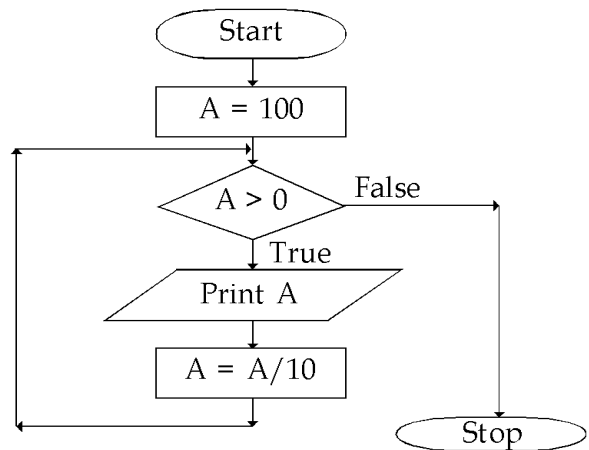 Start
A = 100
A > 0
False
True
Print A
A = A/10
Stop